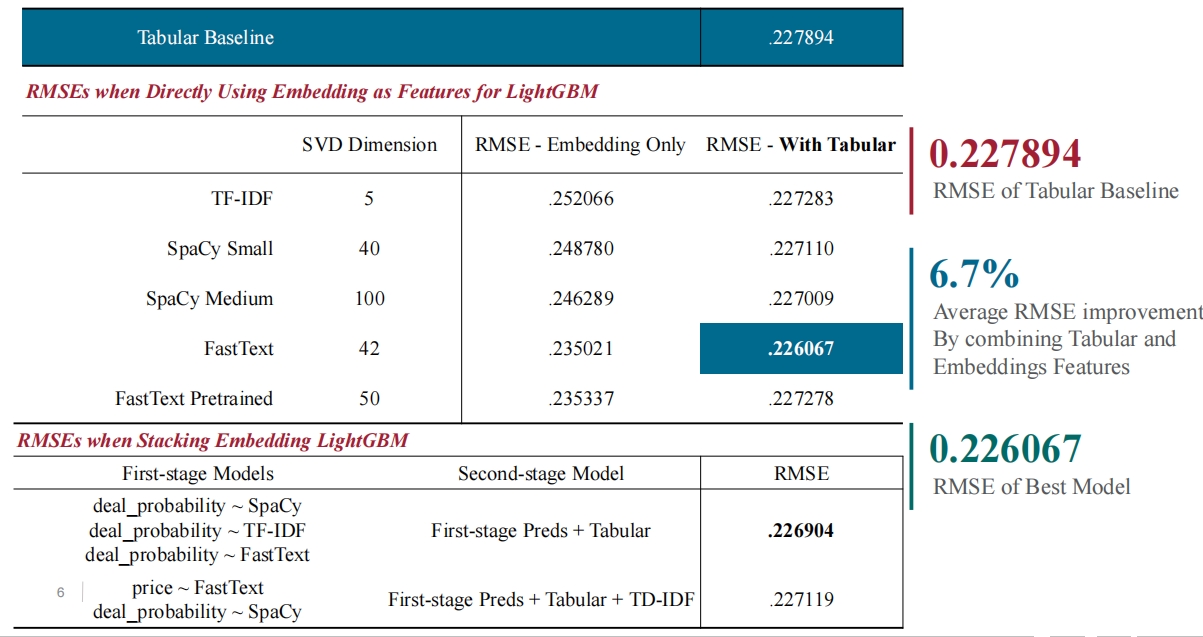 Tabular Baseline .227894
RMSEs when Directly Using Embedding as Features for LightGBM
SVD Dimension RMSE - Embedding Only RMSE - With Tabular
TF-IDF 5 .252066 .227283
SpaCy Small 40 .248780 .227110
SpaCy Medium 100 .246289 .227009
FastText 42 .235021 .226067
FastText Pretrained 50 .235337 .227278
RMSEs when Stacking Embedding LightGBM
First-stage Models Second-stage Model RMSE
deal_probability ~ SpaCy
deal_probability ~ TF-IDF First-stage Preds + Tabular .226904
deal_probability ~ FastText
price ~ FastText
First-stage Preds + Tabular + TD-IDF .227119
deal_probability ~ SpaCy
6
0.227894
RMSE of Tabular Baseline
6.7%
Average RMSE improvement
By combining Tabular and
Embeddings Features
0.226067
RMSE of Best Model